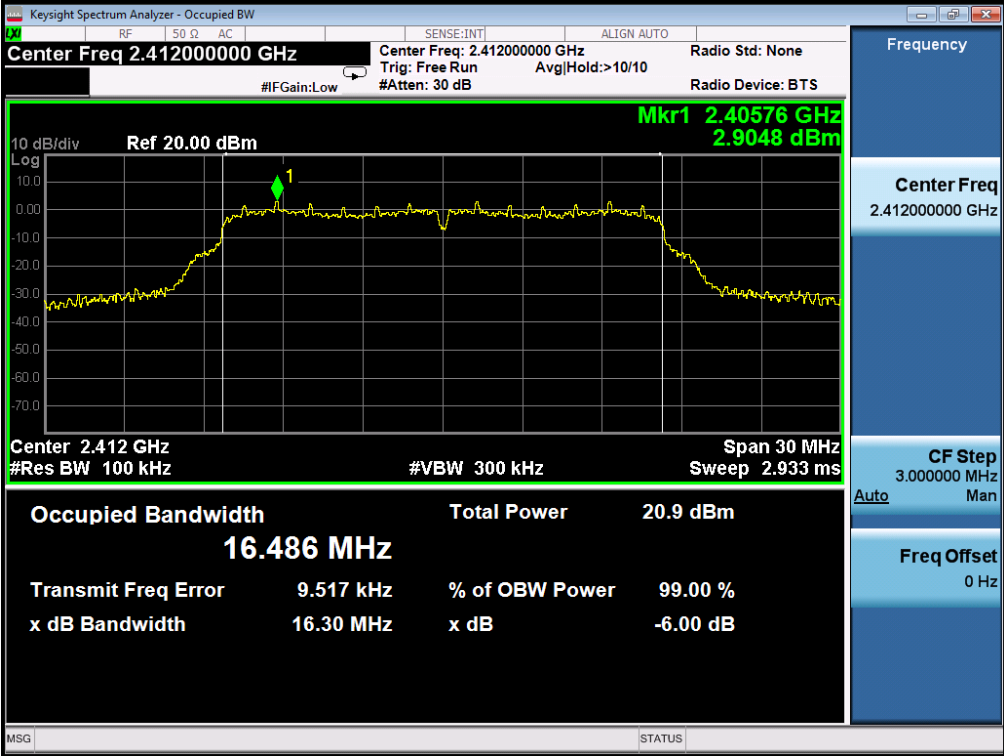 Keysight Spectrum Analyzer - Occupied BW
LXI RF 50 Ω AC SENSE:INT ALIGN AUTO
Center Freq 2.412000000 GHz
Center Freq: 2.412000000 GHz Radio Std: None
Trig: Free Run Avg|Hold:>10/10
#IFGain:Low #Atten: 30 dB Radio Device: BTS
Frequency
Mkr1 2.40576 GHz
2.9048 dBm
10 dB/div Ref 20.00 dBm
Log
10.0
0.00
-10.0
-20.0
-30.0
-40.0
-50.0
-60.0
-70.0
1
Center 2.412 GHz Span 30 MHz
#Res BW 100 kHz #VBW 300 kHz Sweep 2.933 ms
Center Freq
2.412000000 GHz
CF Step
3.000000 MHz
Auto Man
Freq Offset
0 Hz
Occupied Bandwidth Total Power 20.9 dBm
16.486 MHz
Transmit Freq Error 9.517 kHz % of OBW Power 99.00 %
x dB Bandwidth 16.30 MHz x dB -6.00 dB
MSG STATUS